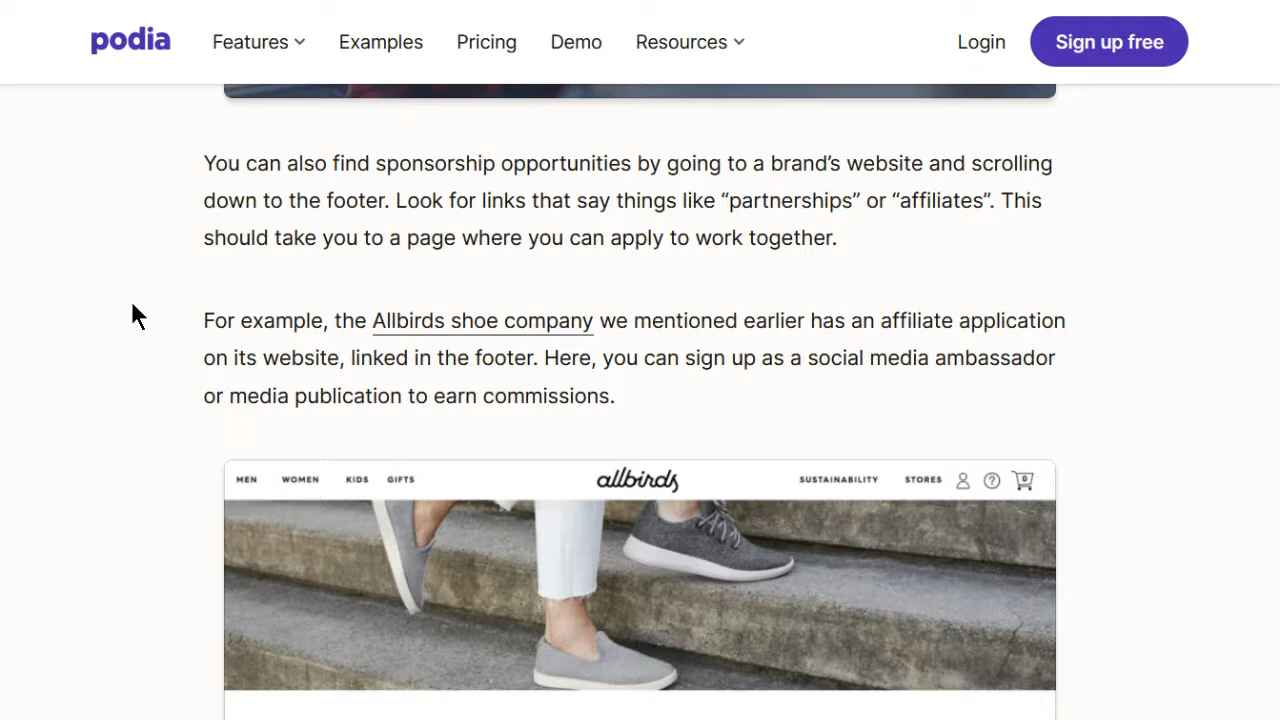 podia
Features
Examples
Pricing
Demo
Resources
Login
Sign up free
You can also find sponsorship opportunities by going to a brand’s website and scrolling
down to the footer. Look for links that say things like “partnerships” or “affiliates”. This
should take you to a page where you can apply to work together.
For example, the Allbirds shoe company we mentioned earlier has an affiliate application
on its website, linked in the footer. Here, you can sign up as a social media ambassador
or media publication to earn commissions.
MEN WOMEN KIDS GIFTS
allbirds
SUSTAINABILITY STORES ? 0